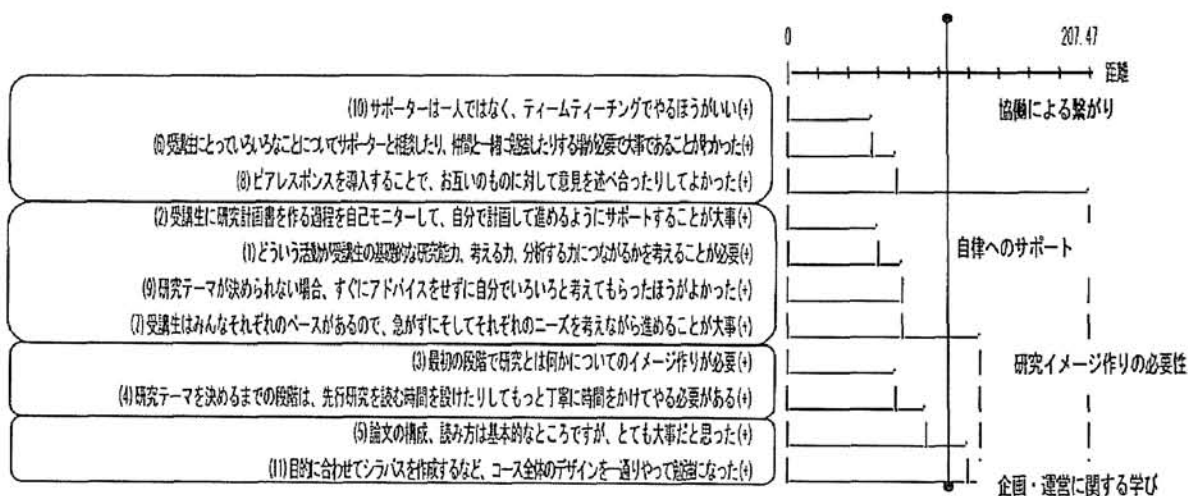 0 207.47
距離
(10) サポーターは一人ではなく、ティームティーチングでやるほうがいい(+)
協働による繋がり
(6) 受講生にとっていろいろなことについてサポーターと相談したり、仲間と一緒に勉強したりする場が必要で大事であることがわかった(+)
(8) ピアレスポンスを導入することで、お互いのものに対して意見を述べ合ったりしてよかった(+)
(2) 受講生に研究計画書を作る過程を自己モニターして、自分で計画して進めるようにサポートすることが大事(+)
自律へのサポート
(1) どういう活動が受講生の基礎的な研究能力、考える力、分析する力につながるかを考えることが必要(+)
(9) 研究テーマが決められない場合、すぐにアドバイスをせずに自分でいろいろと考えてもらったほうがよかった(+)
(7) 受講生はみんなそれぞれのペースがあるので、急がずにそしてそれぞれのニーズを考えながら進めることが大事(+)
(3) 最初の段階で研究とは何かについてのイメージ作りが必要(+)
研究イメージ作りの必要性
(4) 研究テーマを決めるまでの段階は、先行研究を読む時間を設けたりしてもっと丁寧に時間をかけてやる必要がある(+)
(5) 論文の構成、読み方は基本的なところですが、とても大事だと思った(+)
(11) 目的に合わせてシラバスを作成するなど、コース全体のデザインを一通りやって勉強になった(+)
企画・運営に関する学び